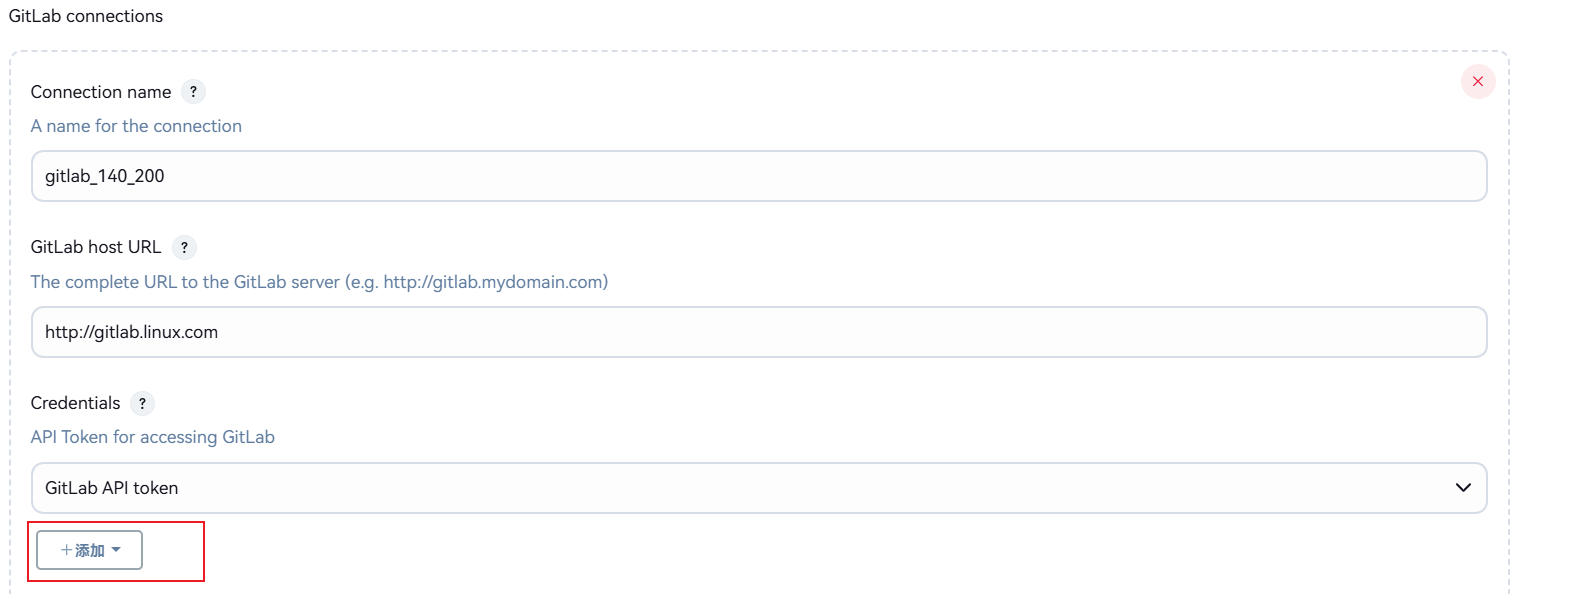 GitLab connections
Connection name ?
A name for the connection
gitlab_140_200
GitLab host URL ?
The complete URL to the GitLab server (e.g. http://gitlab.mydomain.com)
http://gitlab.linux.com
Credentials ?
API Token for accessing GitLab
GitLab API token
+添加